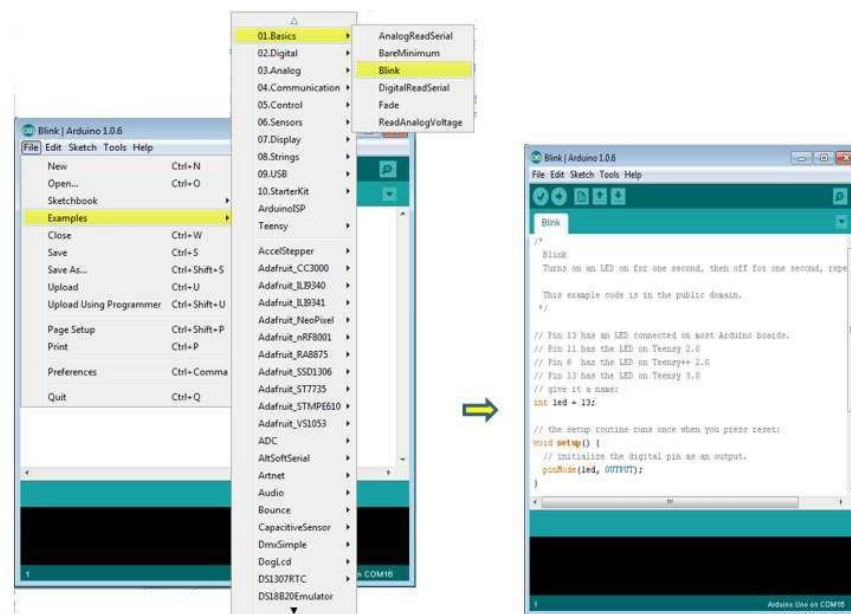 Blink | Arduino 1.0.6
File Edit Sketch Tools Help
New Ctrl+N
Open... Ctrl+O
Sketchbook
Examples
Close Ctrl+W
Save Ctrl+S
Save As... Ctrl+Shift+S
Upload Ctrl+U
Upload Using Programmer Ctrl+Shift+U
Page Setup Ctrl+Shift+P
Print Ctrl+P
Preferences Ctrl+Comma
Quit Ctrl+Q
1
n COM16
01.Basics
02.Digital
03.Analog
04.Communication
05.Control
06.Sensors
07.Display
08.Strings
09.USB
10.StarterKit
ArduinoISP
Teensy
AccelStepper
Adafruit_CC3000
Adafruit_ILI9340
Adafruit_ILI9341
Adafruit_NeoPixel
Adafruit_nRF8001
Adafruit_RA8875
Adafruit_SSD1306
Adafruit_ST7735
Adafruit_STMPE610
Adafruit_VS1053
ADC
AltSoftSerial
Artnet
Audio
Bounce
CapacitiveSensor
DmxSimple
DogLcd
DS1307RTC
DS18B20Emulator
AnalogReadSerial
BareMinimum
Blink
DigitalReadSerial
Fade
ReadAnalogVoltage
Blink | Arduino 1.0.6
File Edit Sketch Tools Help
Blink
/*
Blink
Turns on an LED on for one second, then off for one second, repe
This example code is in the public domain.
*/
// Pin 13 has an LED connected on most Arduino boards.
// Pin 11 has the LED on Teensy 2.0
// Pin 6 has the LED on Teensy++ 2.0
// Pin 13 has the LED on Teensy 3.0
// give it a name:
int led = 13;
// the setup routine runs once when you press reset:
void setup() {
// initialize the digital pin as an output.
pinMode(led, OUTPUT);
}
1
Arduino Uno on COM16